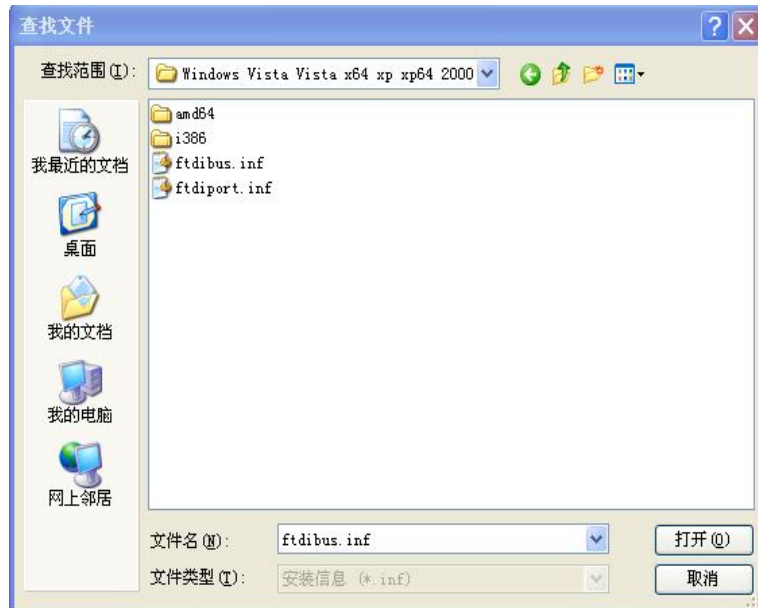 查找文件
查找范围(I):
Windows Vista Vista x64 xp xp64 2000
amd64
i386
ftdibus.inf
ftdiport.inf
我最近的文档
桌面
我的文档
我的电脑
网上邻居
文件名(N):
ftdibus.inf
打开(O)
文件类型(T):
安装信息 (*.inf)
取消